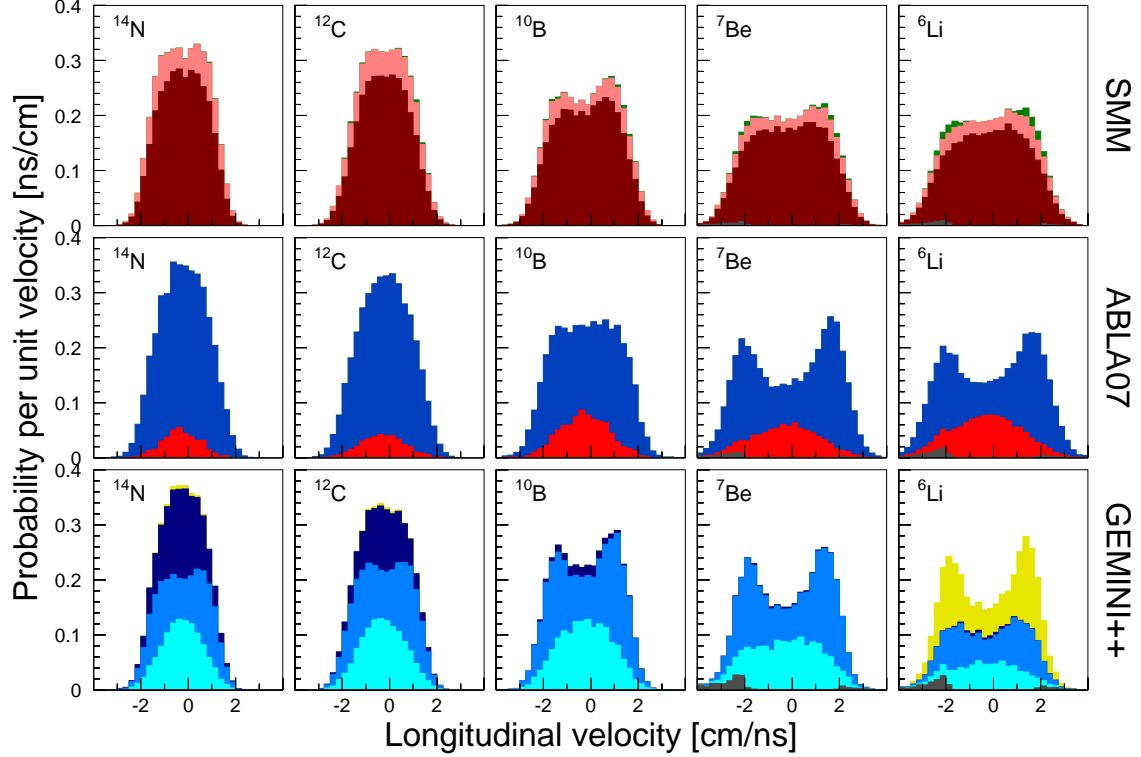 Probability per unit velocity [ns/cm]
0.4
0.3
0.2
0.1
0
¹⁴N
¹²C
¹⁰B
⁷Be
⁶Li
SMM
0.4
0.3
0.2
0.1
0
¹⁴N
¹²C
¹⁰B
⁷Be
⁶Li
ABLA07
0.4
0.3
0.2
0.1
0
¹⁴N
¹²C
¹⁰B
⁷Be
⁶Li
GEMINI++
-2 0 2 -2 0 2 -2 0 2 -2 0 2 -2 0 2
Longitudinal velocity [cm/ns]